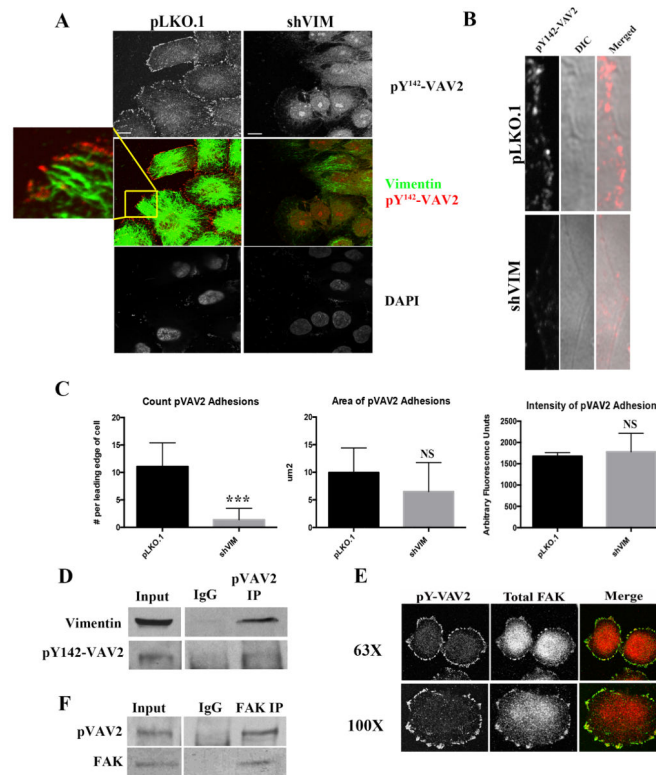 A
pLKO.1 shVIM
pY142-VAV2
Vimentin
pY142-VAV2
DAPI
B
pY142-VAV2 DIC Merged
pLKO.1
shVIM
C
Count pVAV2 Adhesions
# per leading edge of cell
20
15
10
5
0
***
pLKO.1 shVIM
Area of pVAV2 Adhesions
um2
20
15
10
5
0
NS
pLKO.1 shVIM
Intensity of pVAV2 Adhesion
Arbitrary Fluorescence Unuts
2500
2000
1500
1000
500
0
NS
pLKO.1 shVIM
D
Input IgG pVAV2 IP
Vimentin
pY142-VAV2
E
pY-VAV2 Total FAK Merge
63X
100X
F
Input IgG FAK IP
pVAV2
FAK